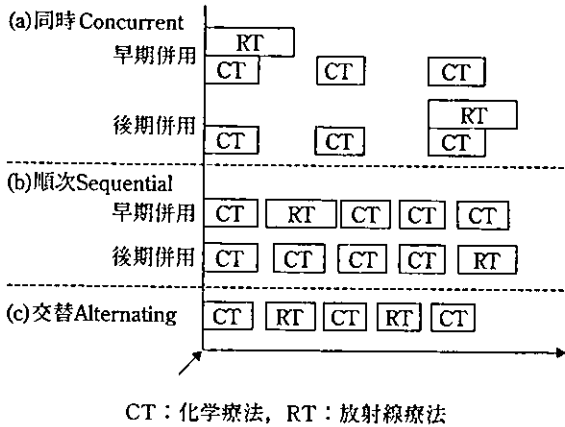 (a)同時Concurrent
RT
早期併用
CT CT CT
RT
後期併用
CT CT CT
(b)順次Sequential
早期併用 CT RT CT CT CT
後期併用 CT CT CT CT RT
(c)交替Alternating CT RT CT RT CT
CT：化学療法，RT：放射線療法